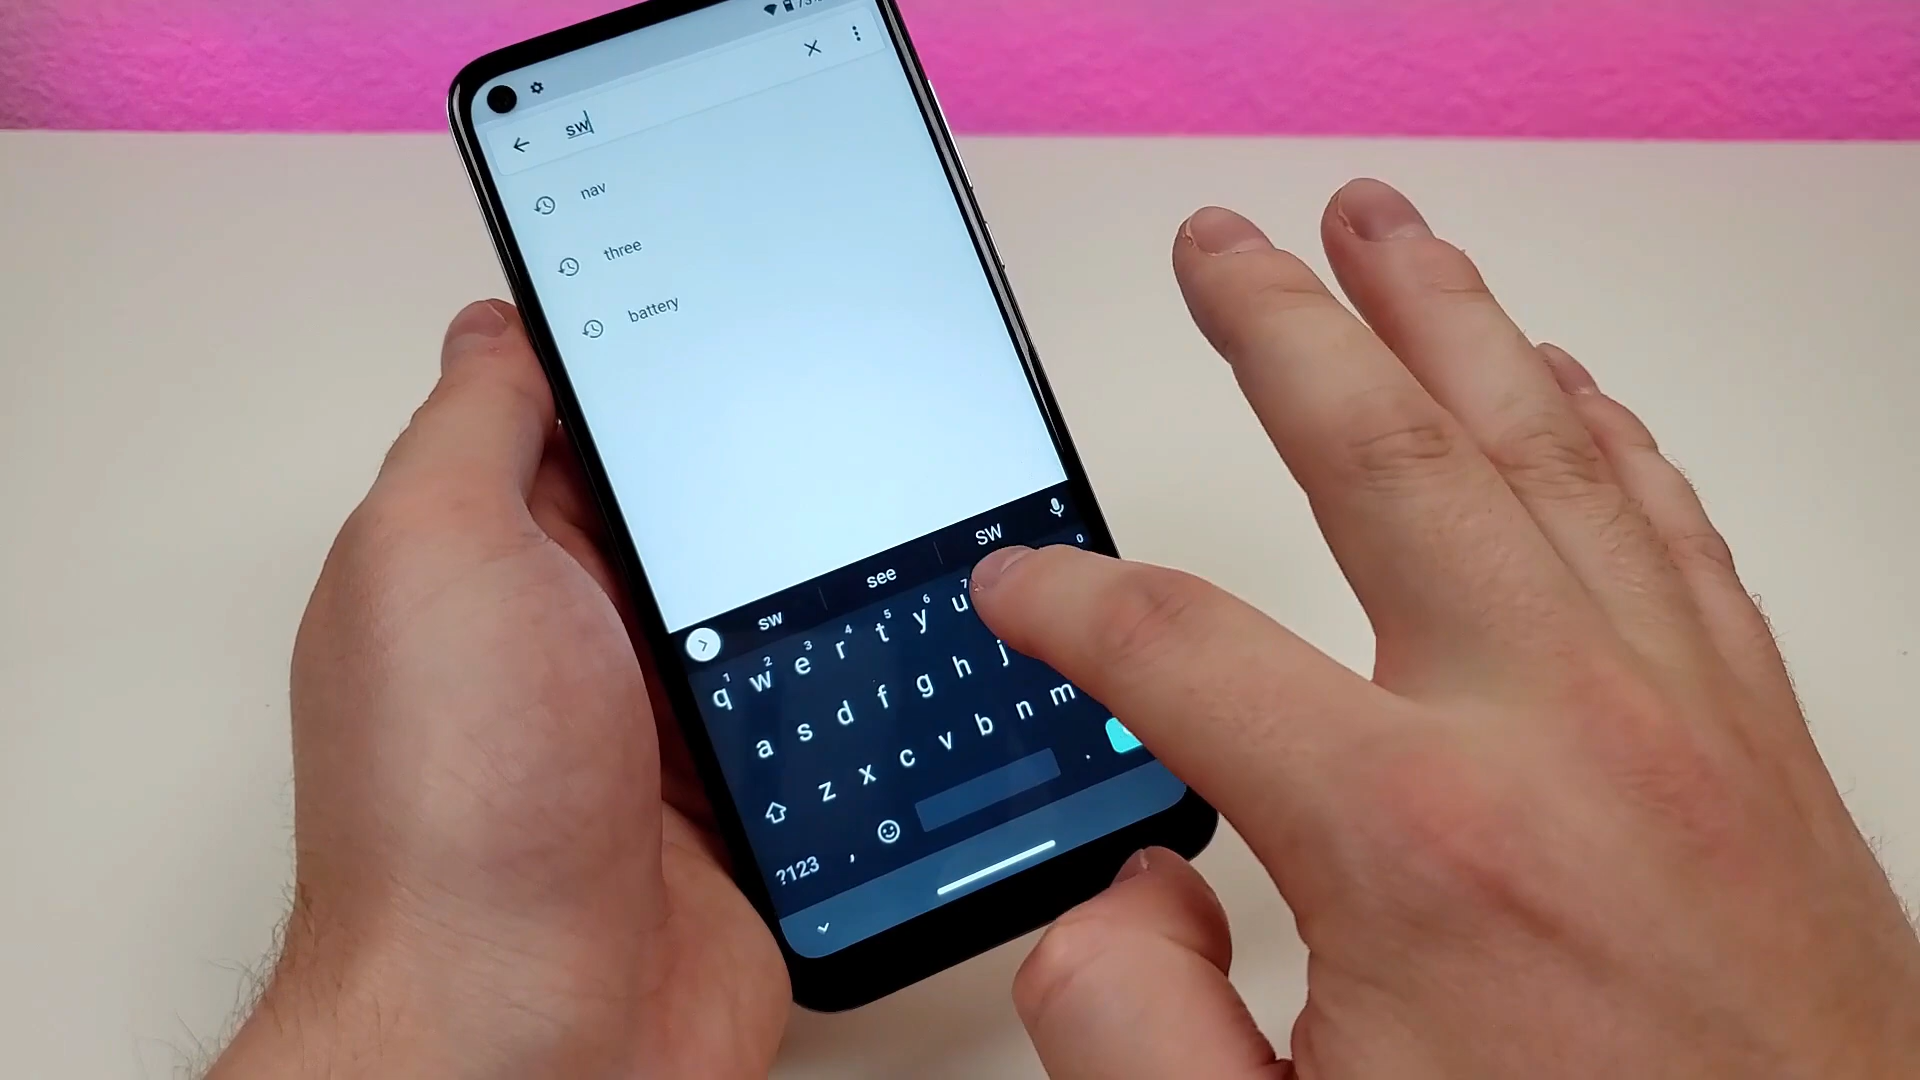 sw
nav
three
battery
sw see SW
1 2 3 4 5 6 7 0
q w e r t y u
a s d f g h j
z x c v b n m
?123 , .